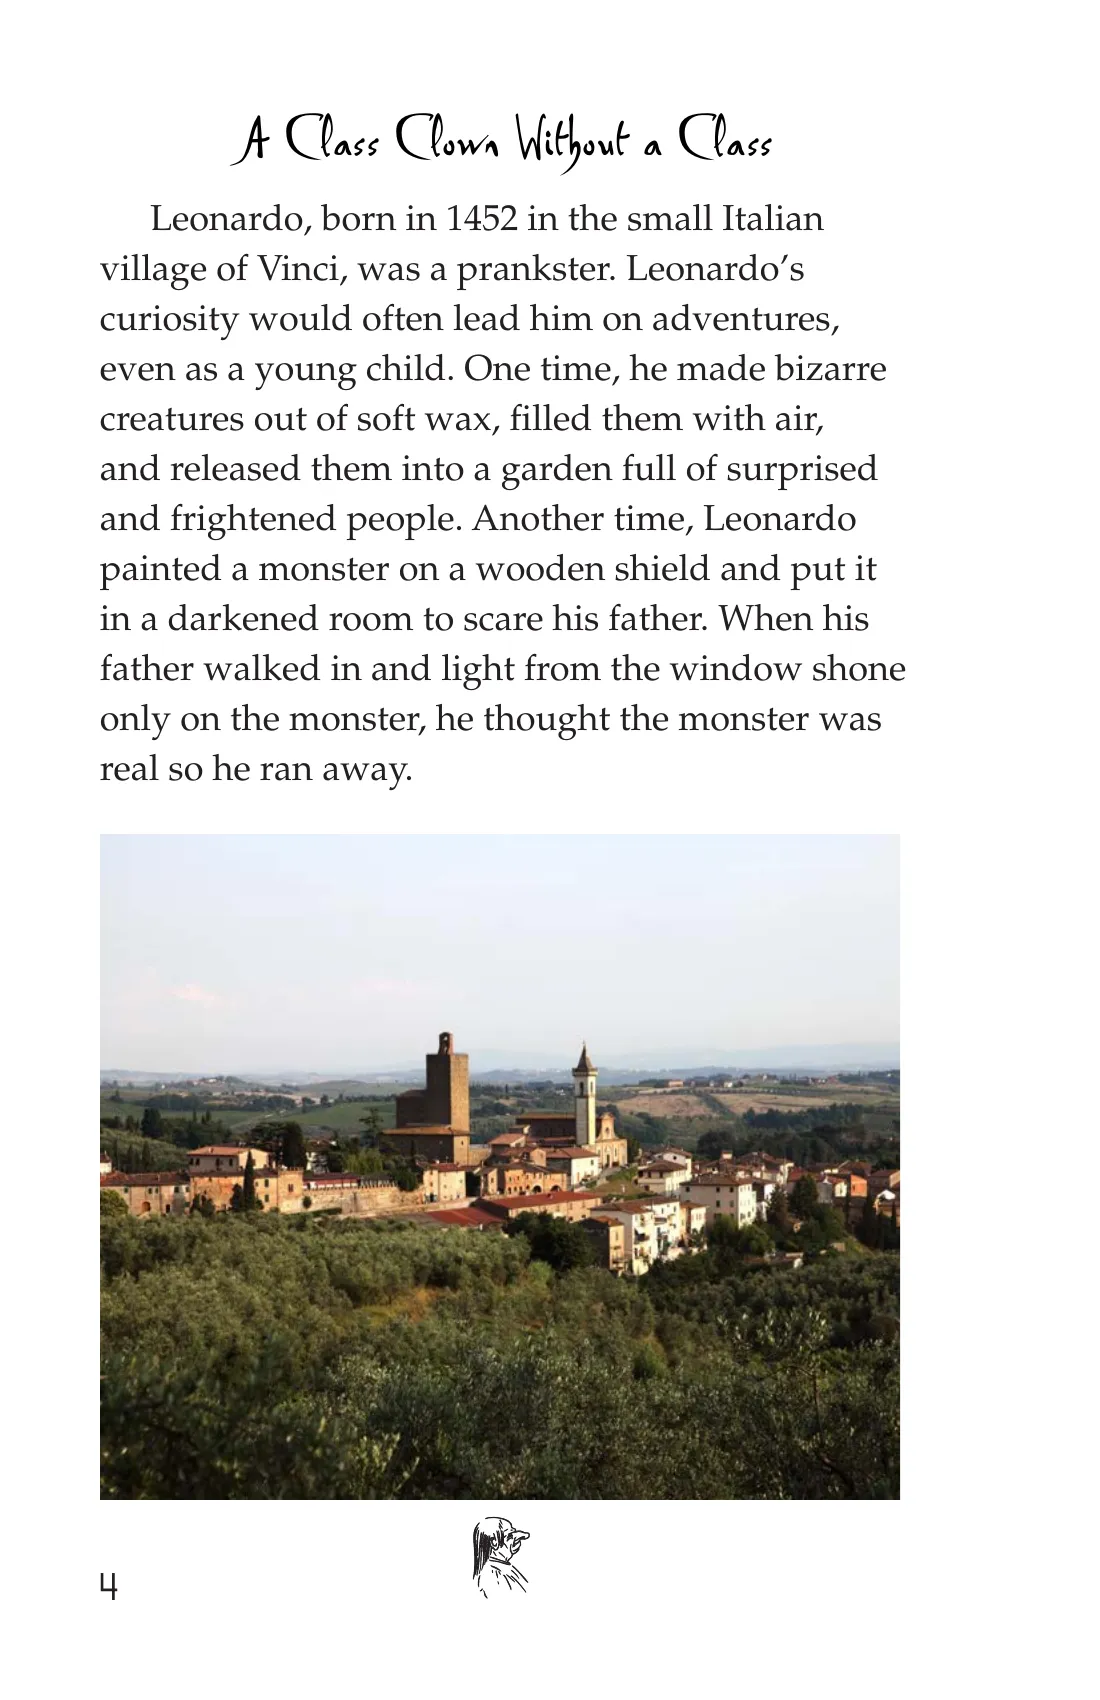 A Class Clown Without a Class
Leonardo, born in 1452 in the small Italian
village of Vinci, was a prankster. Leonardo’s
curiosity would often lead him on adventures,
even as a young child. One time, he made bizarre
creatures out of soft wax, filled them with air,
and released them into a garden full of surprised
and frightened people. Another time, Leonardo
painted a monster on a wooden shield and put it
in a darkened room to scare his father. When his
father walked in and light from the window shone
only on the monster, he thought the monster was
real so he ran away.
4